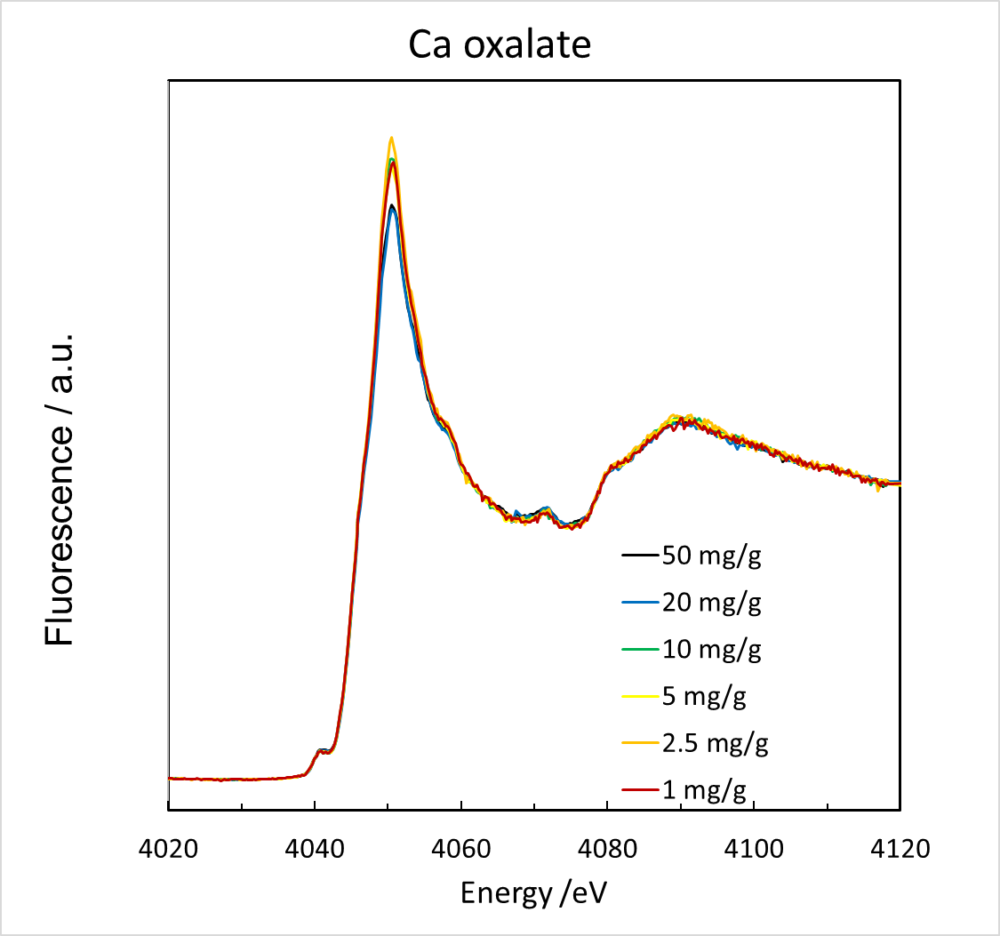 Ca oxalate
Fluorescence / a.u.
50 mg/g
20 mg/g
10 mg/g
5 mg/g
2.5 mg/g
1 mg/g
4020 4040 4060 4080 4100 4120
Energy /eV